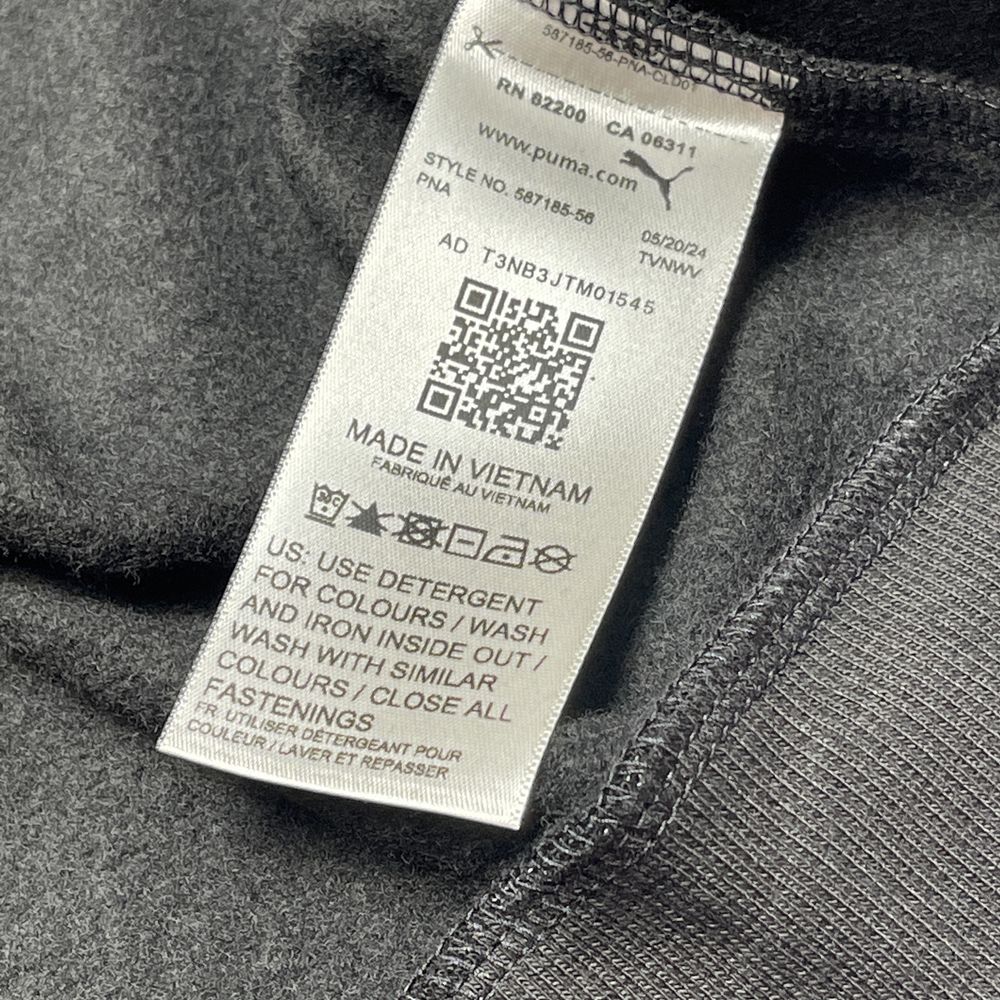 587185-56-PNA-CLD01
RN 62200 CA 06311
www.puma.com
STYLE NO. 587185-56
PNA
05/20/24
TVNWV
AD T3NB3JTM01545
MADE IN VIETNAM
FABRIQUÉ AU VIETNAM
US: USE DETERGENT
FOR COLOURS / WASH
AND IRON INSIDE OUT /
WASH WITH SIMILAR
COLOURS / CLOSE ALL
FASTENINGS
FR: UTILISER DÉTERGEANT POUR
COULEUR / LAVER ET REPASSER